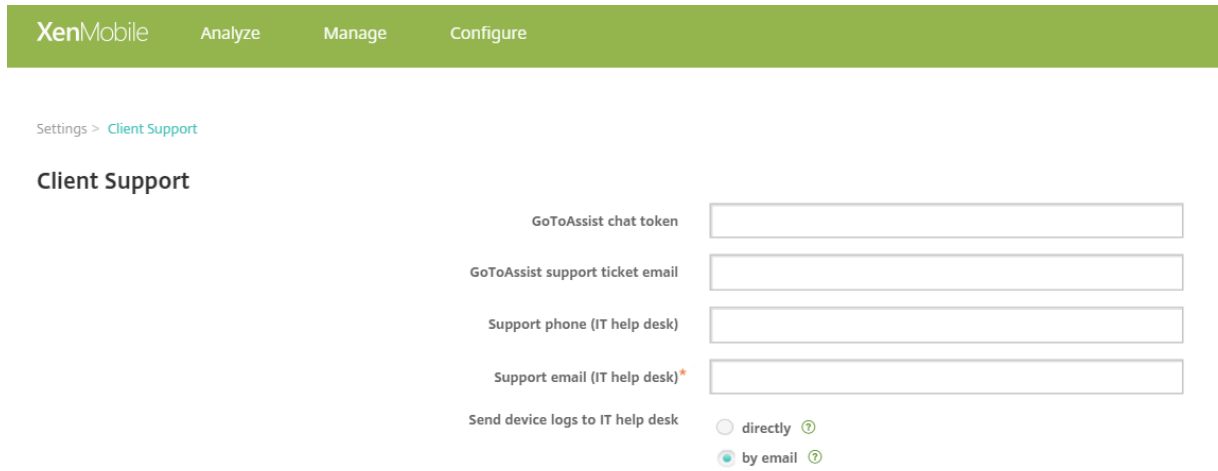 XenMobile Analyze Manage Configure
Settings > Client Support
Client Support
GoToAssist chat token
GoToAssist support ticket email
Support phone (IT help desk)
Support email (IT help desk)*
Send device logs to IT help desk
directly ?
by email ?